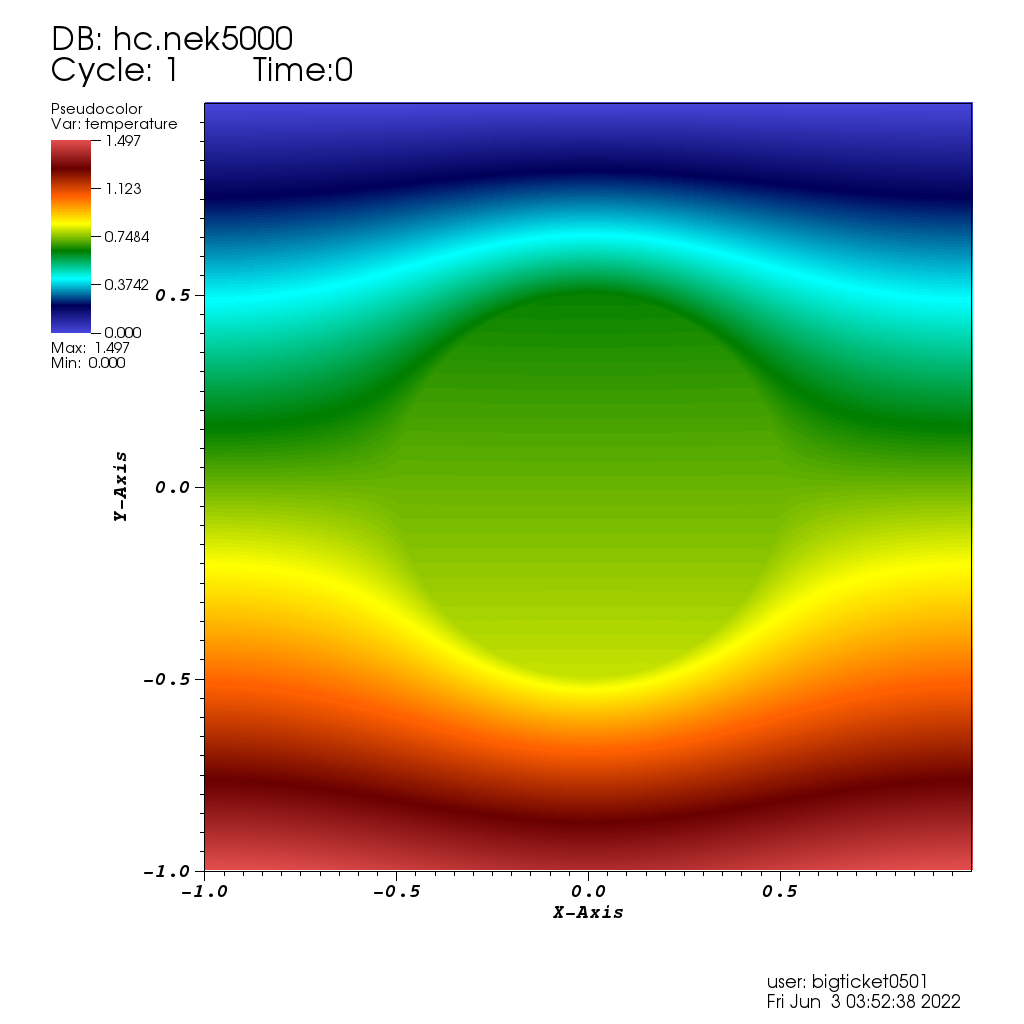 DB: hc.nek5000
Cycle: 1 Time:0
Pseudocolor
Var: temperature
1.497
1.123
0.7484
0.3742
0.000
Max: 1.497
Min: 0.000
0.5
0.0
-0.5
-1.0
Y-Axis
-1.0 -0.5 0.0 0.5
X-Axis
user: bigticket0501
Fri Jun 3 03:52:38 2022